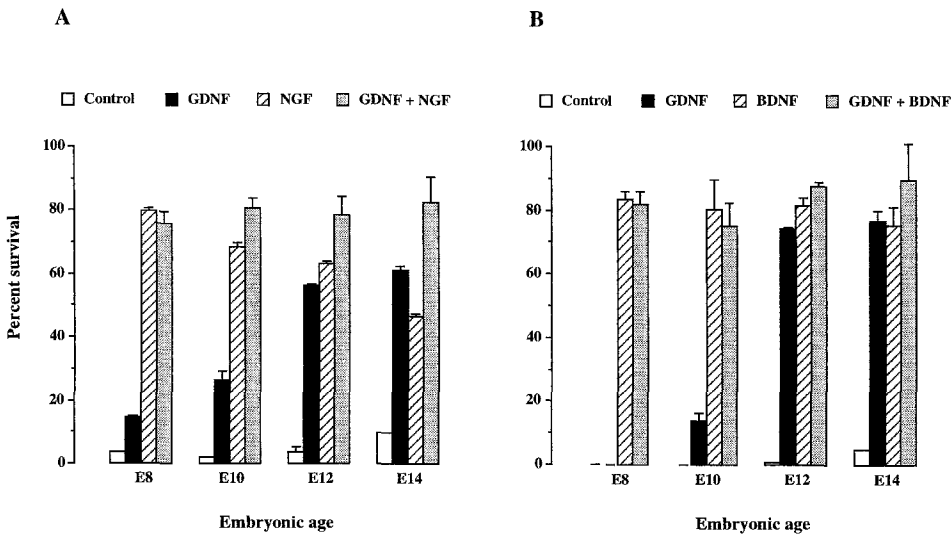 A
Control GDNF NGF GDNF + NGF
100
80
60
40
20
0
Percent survival
E8 E10 E12 E14
Embryonic age
B
Control GDNF BDNF GDNF + BDNF
100
80
60
40
20
0
E8 E10 E12 E14
Embryonic age